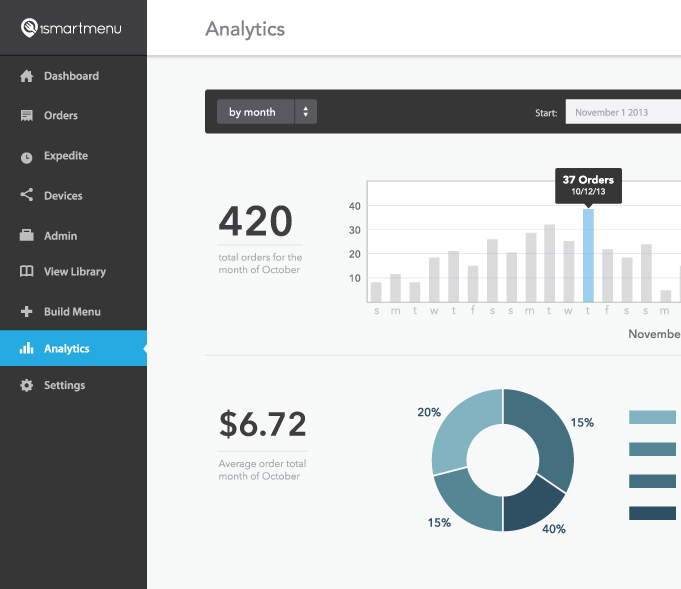 1smartmenu
Analytics
Dashboard
Orders
Expedite
Devices
Admin
View Library
Build Menu
Analytics
Settings
by month
Start:
November 1 2013
420
total orders for the
month of October
37 Orders
10/12/13
40
30
20
10
s m t w t f s s m t w t f s s m
Novembe
$6.72
Average order total
month of October
20%
15%
15%
40%